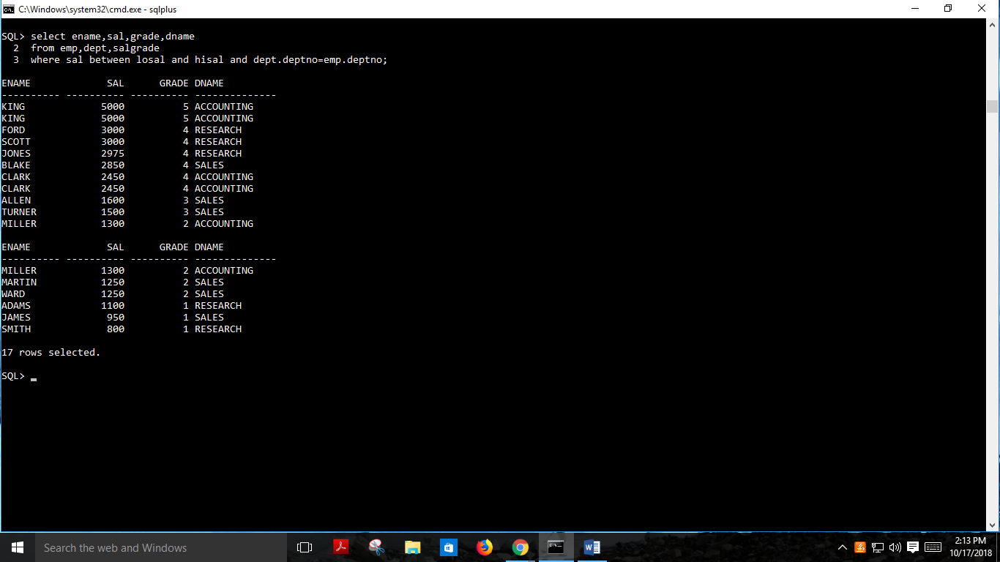 C:\Windows\system32\cmd.exe - sqlplus
SQL> select ename,sal,grade,dname
  2  from emp,dept,salgrade
  3  where sal between losal and hisal and dept.deptno=emp.deptno;
ENAME             SAL      GRADE DNAME
---------- ---------- ---------- --------------
KING             5000          5 ACCOUNTING
KING             5000          5 ACCOUNTING
FORD             3000          4 RESEARCH
SCOTT            3000          4 RESEARCH
JONES            2975          4 RESEARCH
BLAKE            2850          4 SALES
CLARK            2450          4 ACCOUNTING
CLARK            2450          4 ACCOUNTING
ALLEN            1600          3 SALES
TURNER           1500          3 SALES
MILLER           1300          2 ACCOUNTING
ENAME             SAL      GRADE DNAME
---------- ---------- ---------- --------------
MILLER           1300          2 ACCOUNTING
MARTIN           1250          2 SALES
WARD             1250          2 SALES
ADAMS            1100          1 RESEARCH
JAMES             950          1 SALES
SMITH             800          1 RESEARCH
17 rows selected.
SQL>
Search the web and Windows
2:13 PM
10/17/2018